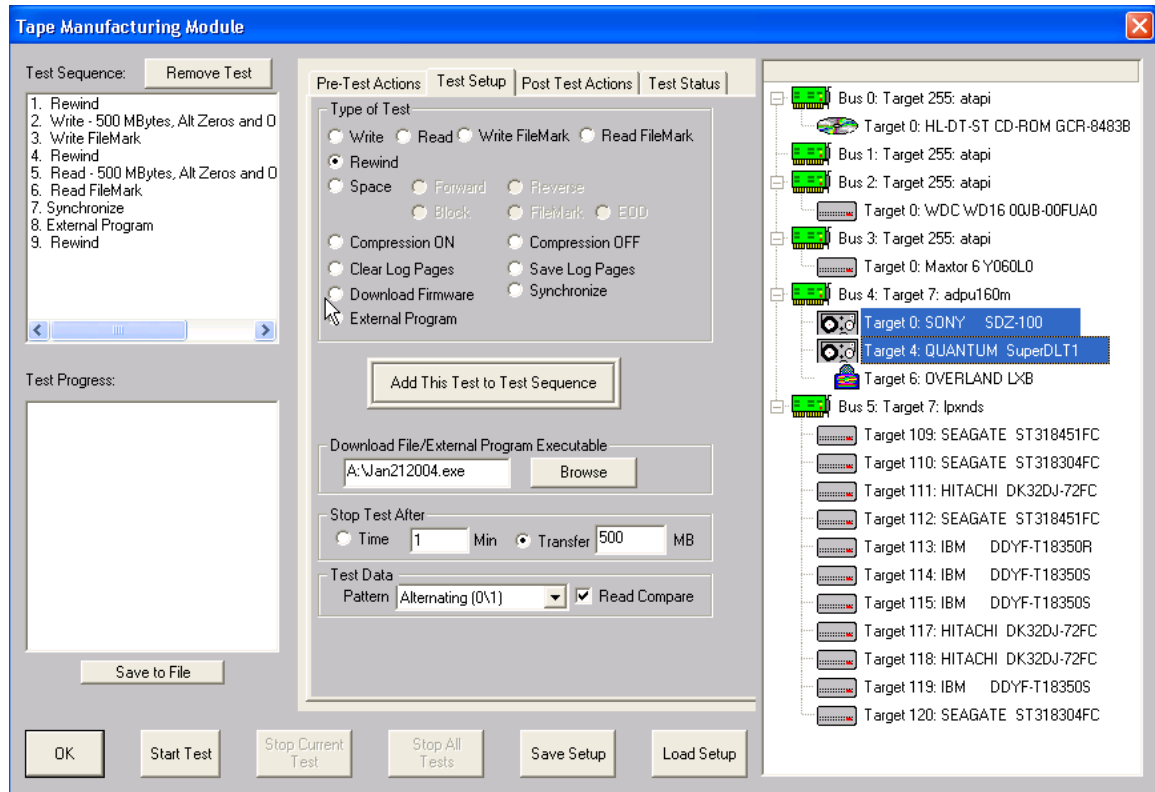 Tape Manufacturing Module
Test Sequence:
Remove Test
1. Rewind
2. Write - 500 MBytes, Alt Zeros and O
3. Write FileMark
4. Rewind
5. Read - 500 MBytes, Alt Zeros and O
6. Read FileMark
7. Synchronize
8. External Program
9. Rewind
Test Progress:
Save to File
Pre-Test Actions Test Setup Post Test Actions Test Status
Type of Test
Write Read Write FileMark Read FileMark
Rewind
Space Forward Reverse
Block FileMark EOD
Compression ON Compression OFF
Clear Log Pages Save Log Pages
Download Firmware Synchronize
External Program
Add This Test to Test Sequence
Download File/External Program Executable
A:\Jan212004.exe Browse
Stop Test After
Time 1 Min Transfer 500 MB
Test Data
Pattern Alternating (0\1) Read Compare
Bus 0: Target 255: atapi
Target 0: HL-DT-ST CD-ROM GCR-8483B
Bus 1: Target 255: atapi
Bus 2: Target 255: atapi
Target 0: WDC WD16 00JB-00FUA0
Bus 3: Target 255: atapi
Target 0: Maxtor 6 Y060L0
Bus 4: Target 7: adpu160m
Target 0: SONY SDZ-100
Target 4: QUANTUM SuperDLT1
Target 6: OVERLAND LXB
Bus 5: Target 7: lpxnds
Target 109: SEAGATE ST318451FC
Target 110: SEAGATE ST318304FC
Target 111: HITACHI DK32DJ-72FC
Target 112: SEAGATE ST318451FC
Target 113: IBM DDYF-T18350R
Target 114: IBM DDYF-T18350S
Target 115: IBM DDYF-T18350S
Target 117: HITACHI DK32DJ-72FC
Target 118: HITACHI DK32DJ-72FC
Target 119: IBM DDYF-T18350S
Target 120: SEAGATE ST318304FC
OK Start Test Stop Current Test Stop All Tests Save Setup Load Setup